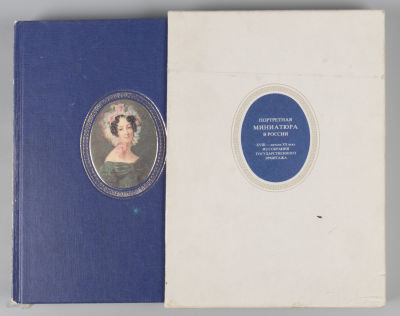 ПОРТРЕТНАЯ
МИНИАТЮРА
В РОССИИ
XVIII — начала XX века
ИЗ СОБРАНИЯ
ГОСУДАРСТВЕННОГО
ЭРМИТАЖА